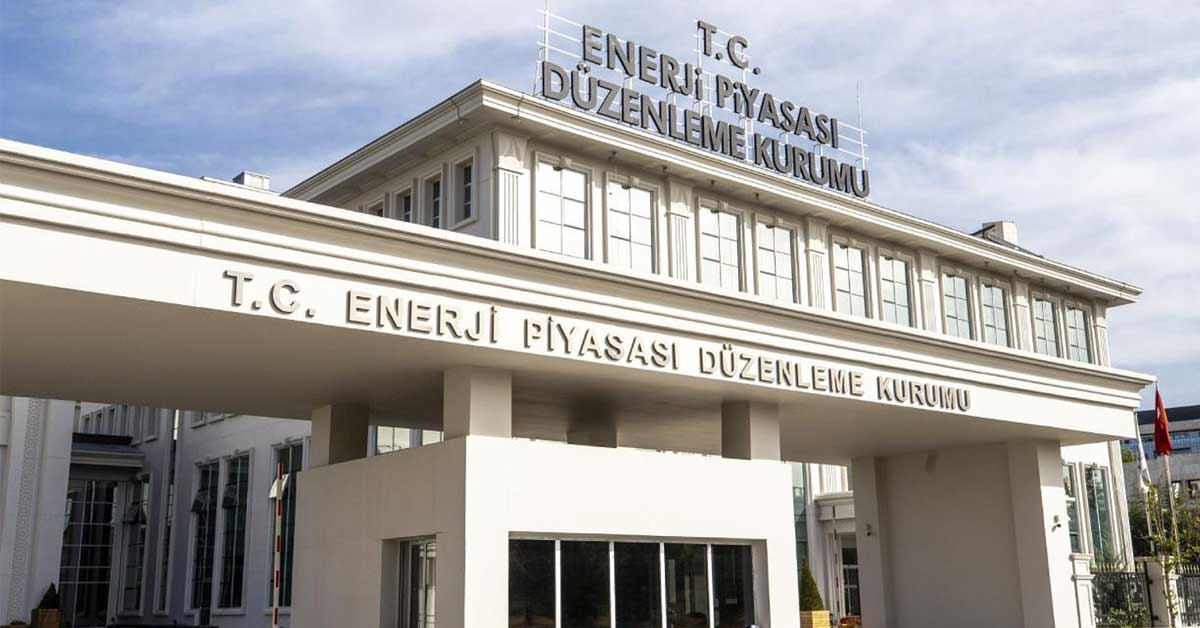 T.C.
ENERJİ PİYASASI
DÜZENLEME KURUMU
T.C. ENERJİ PİYASASI DÜZENLEME KURUMU